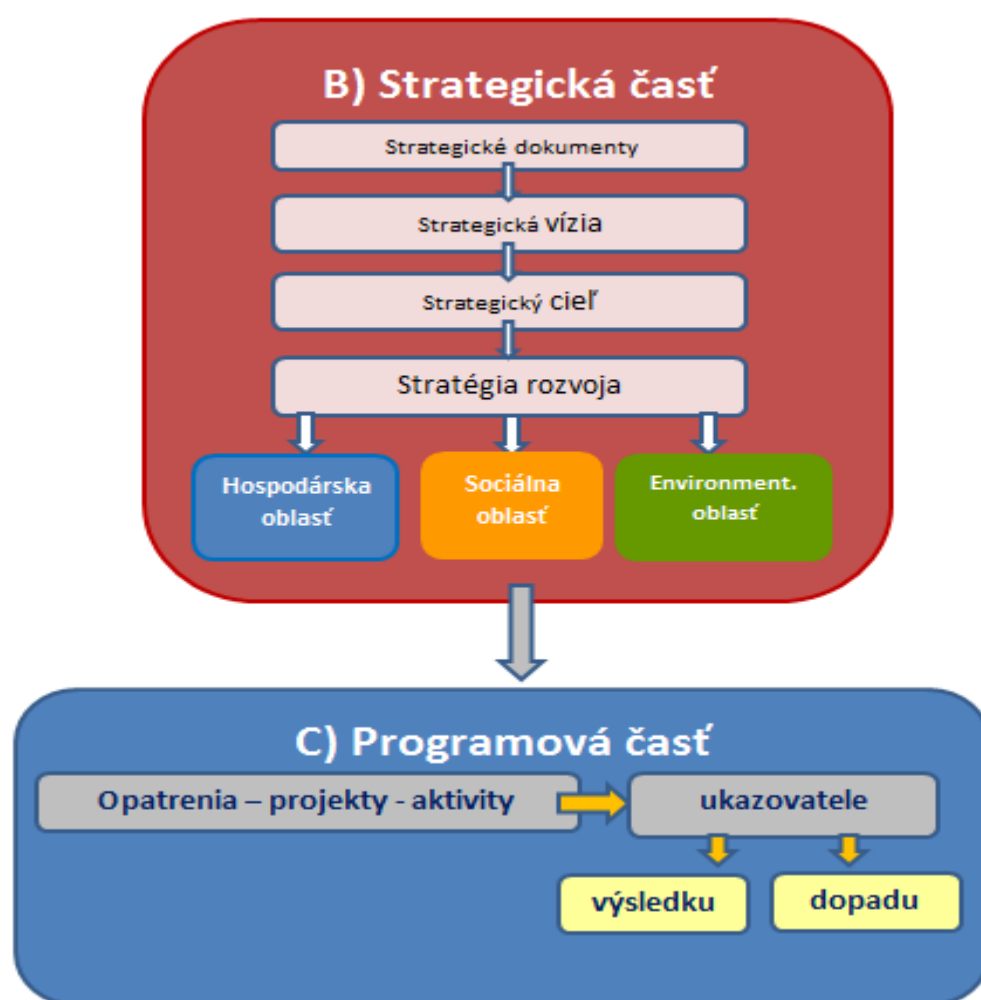 B) Strategická časť
Strategické dokumenty
Strategická vízia
Strategický cieľ
Stratégia rozvoja
Hospodárska
oblasť
Sociálna
oblasť
Environment.
oblasť
C) Programová časť
Opatrenia – projekty - aktivity
ukazovatele
výsledku
dopadu